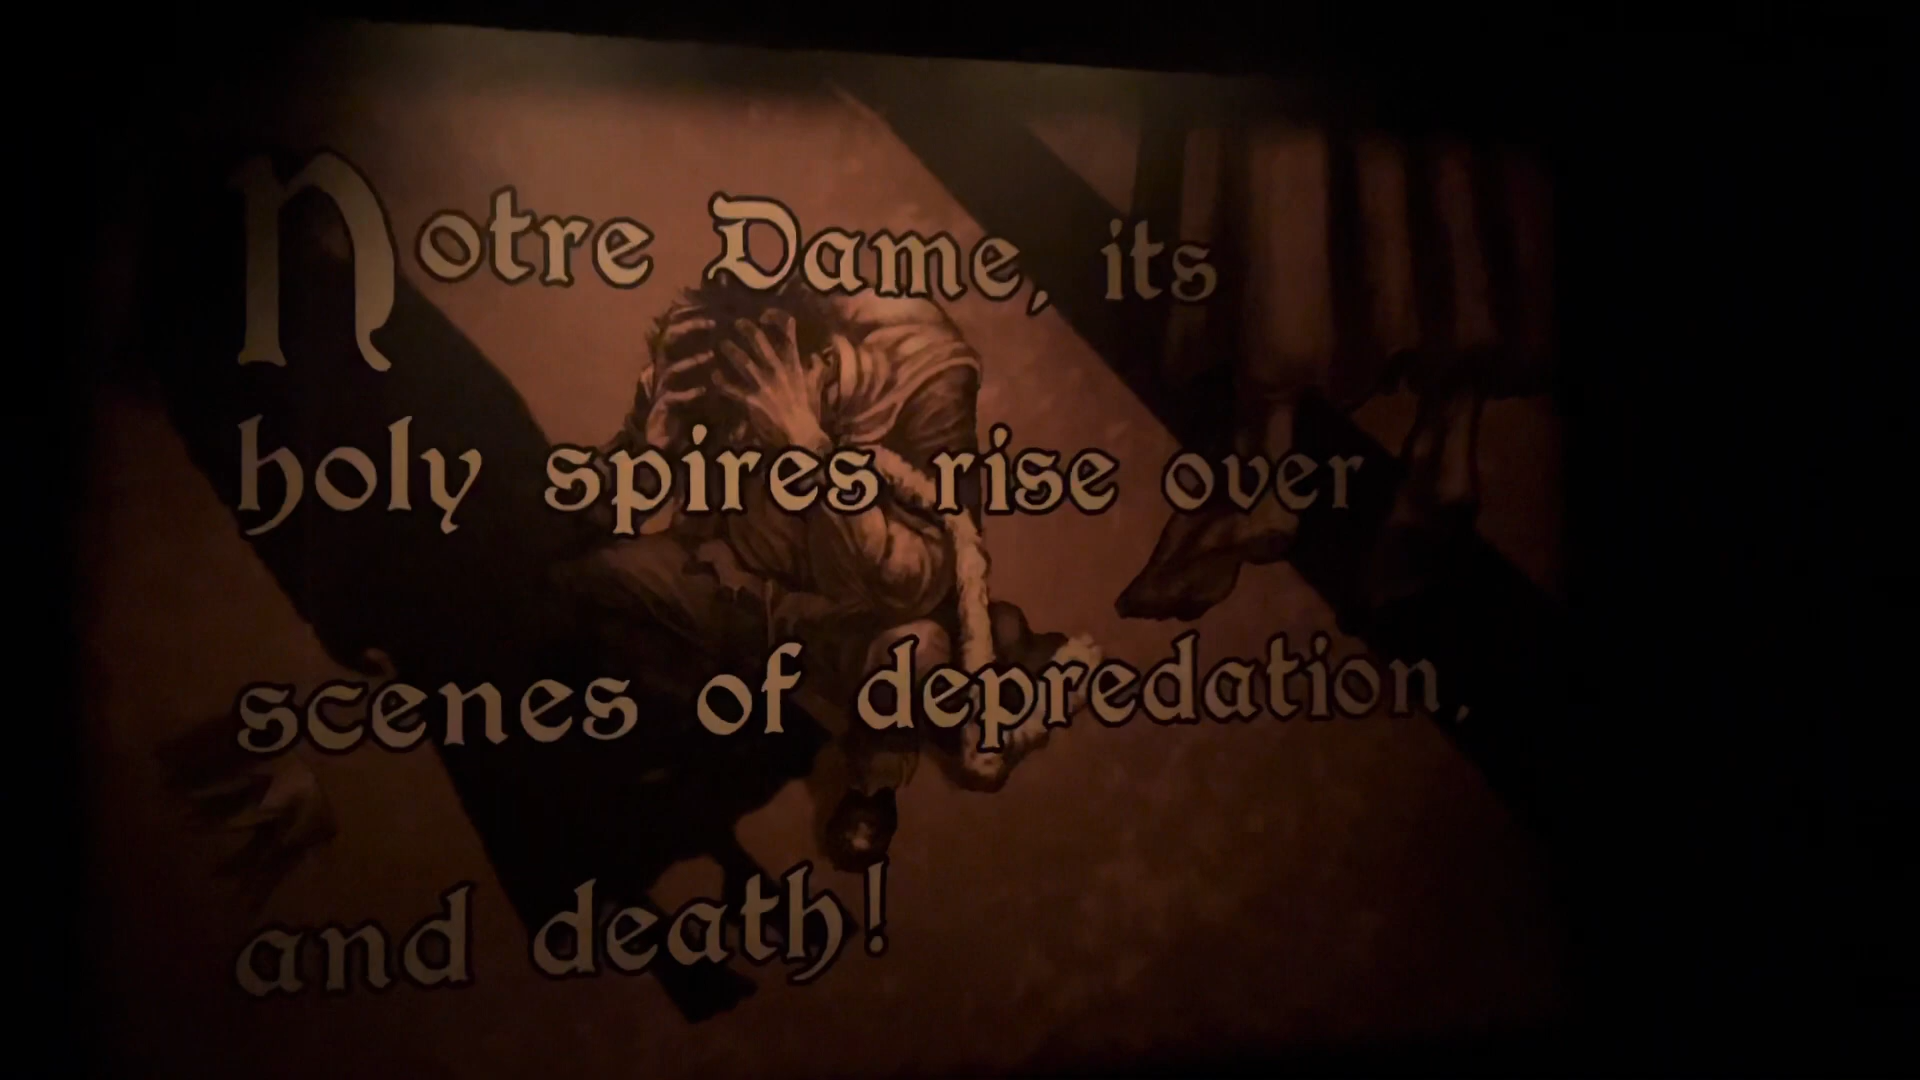 Notre Dame, its
holy spires rise over
scenes of depredation,
and death!